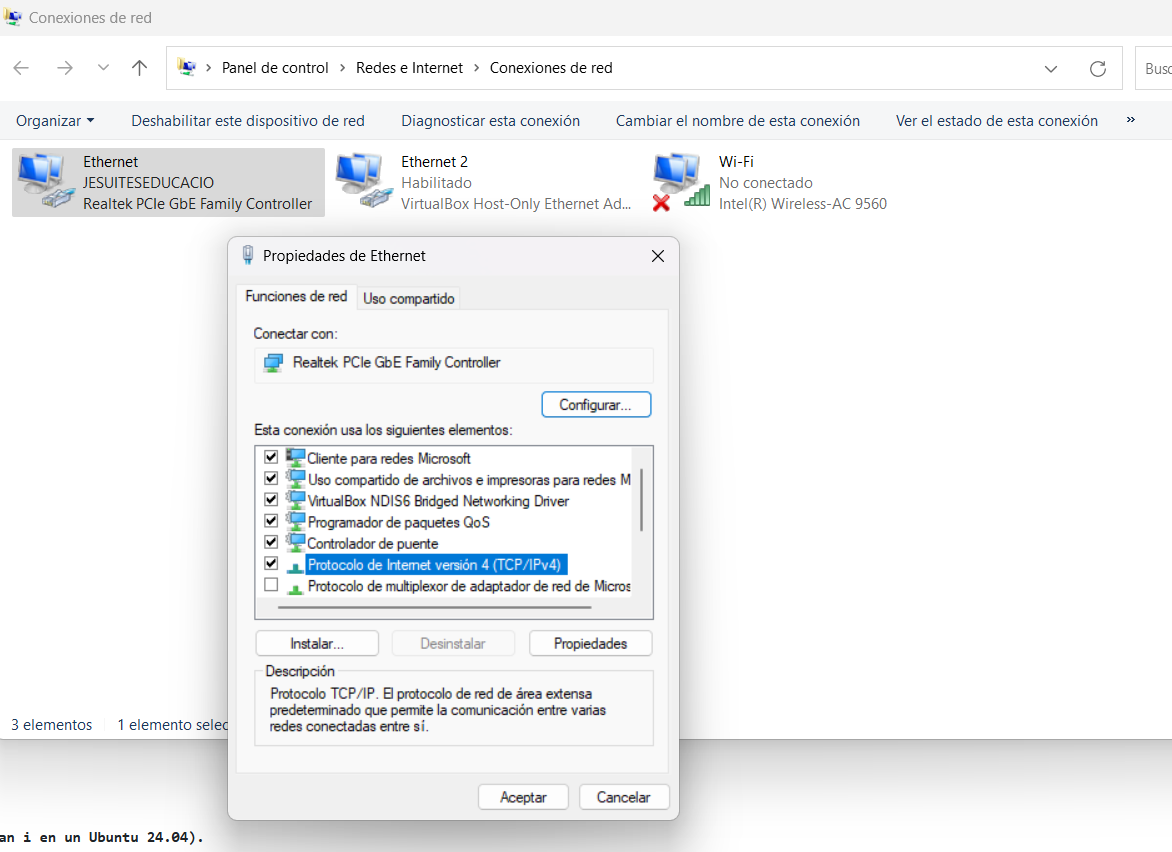 Conexiones de red
Panel de control > Redes e Internet > Conexiones de red
Busc
Organizar
Deshabilitar este dispositivo de red
Diagnosticar esta conexión
Cambiar el nombre de esta conexión
Ver el estado de esta conexión
»
Ethernet
JESUITESEDUCACIO
Realtek PCIe GbE Family Controller
Ethernet 2
Habilitado
VirtualBox Host-Only Ethernet Ad...
Wi-Fi
No conectado
Intel(R) Wireless-AC 9560
Propiedades de Ethernet
Funciones de red
Uso compartido
Conectar con:
Realtek PCIe GbE Family Controller
Configurar...
Esta conexión usa los siguientes elementos:
Cliente para redes Microsoft
Uso compartido de archivos e impresoras para redes M
VirtualBox NDIS6 Bridged Networking Driver
Programador de paquetes QoS
Controlador de puente
Protocolo de Internet versión 4 (TCP/IPv4)
Protocolo de multiplexor de adaptador de red de Micros
Instalar...
Desinstalar
Propiedades
Descripción
Protocolo TCP/IP. El protocolo de red de área extensa
predeterminado que permite la comunicación entre varias
redes conectadas entre sí.
Aceptar
Cancelar
3 elementos
1 elemento selec
an i en un Ubuntu 24.04).